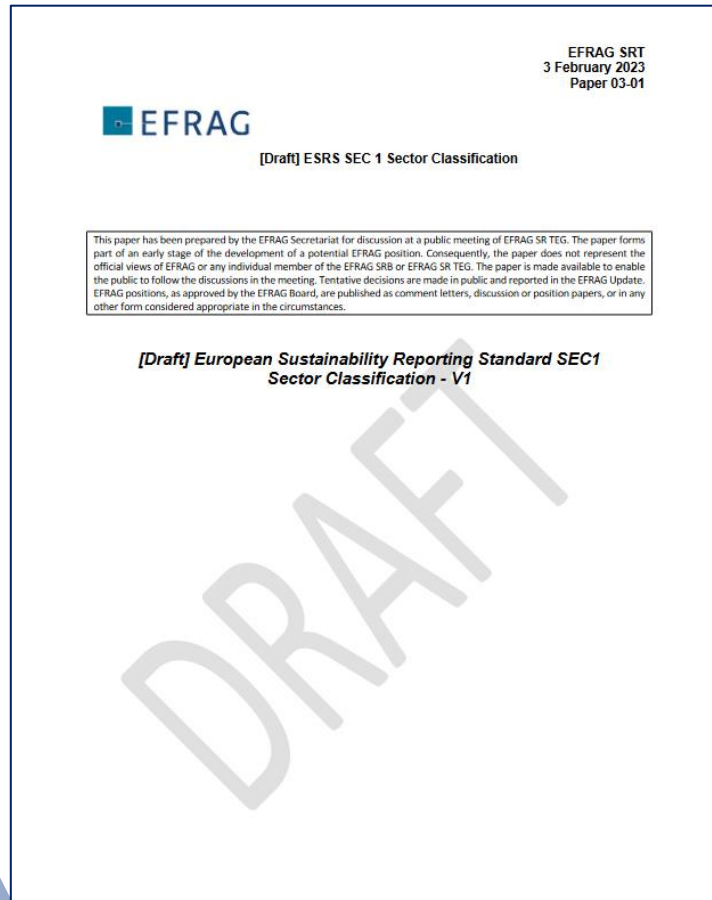 EFRAG SRT
3 February 2023
Paper 03-01
EFRAG
[Draft] ESRS SEC 1 Sector Classification
This paper has been prepared by the EFRAG Secretariat for discussion at a public meeting of EFRAG SR TEG. The paper forms
part of an early stage of the development of a potential EFRAG position. Consequently, the paper does not represent the
official views of EFRAG or any individual member of the EFRAG SRB or EFRAG SR TEG. The paper is made available to enable
the public to follow the discussions in the meeting. Tentative decisions are made in public and reported in the EFRAG Update.
EFRAG positions, as approved by the EFRAG Board, are published as comment letters, discussion or position papers, or in any
other form considered appropriate in the circumstances.
[Draft] European Sustainability Reporting Standard SEC1
Sector Classification - V1
DRAFT